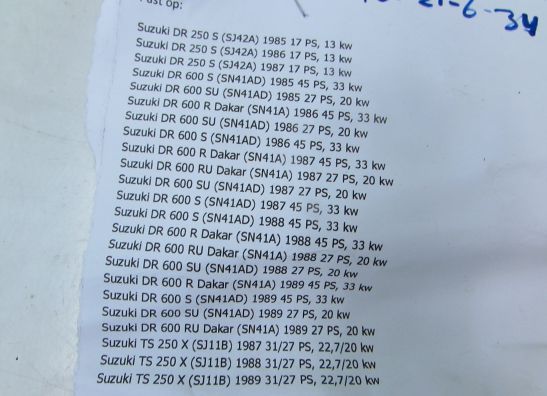 Past op:
21-6-34
Suzuki DR 250 S (SJ42A) 1985 17 PS, 13 kw
Suzuki DR 250 S (SJ42A) 1986 17 PS, 13 kw
Suzuki DR 250 S (SJ42A) 1987 17 PS, 13 kw
Suzuki DR 600 S (SN41AD) 1985 45 PS, 33 kw
Suzuki DR 600 SU (SN41AD) 1985 27 PS, 20 kw
Suzuki DR 600 R Dakar (SN41A) 1986 45 PS, 33 kw
Suzuki DR 600 SU (SN41AD) 1986 27 PS, 20 kw
Suzuki DR 600 S (SN41AD) 1986 45 PS, 33 kw
Suzuki DR 600 R Dakar (SN41A) 1987 45 PS, 33 kw
Suzuki DR 600 RU Dakar (SN41A) 1987 27 PS, 20 kw
Suzuki DR 600 SU (SN41AD) 1987 27 PS, 20 kw
Suzuki DR 600 S (SN41AD) 1987 45 PS, 33 kw
Suzuki DR 600 S (SN41AD) 1988 45 PS, 33 kw
Suzuki DR 600 R Dakar (SN41A) 1988 45 PS, 33 kw
Suzuki DR 600 RU Dakar (SN41A) 1988 27 PS, 20 kw
Suzuki DR 600 SU (SN41AD) 1988 27 PS, 20 kw
Suzuki DR 600 R Dakar (SN41A) 1989 45 PS, 33 kw
Suzuki DR 600 S (SN41AD) 1989 45 PS, 33 kw
Suzuki DR 600 SU (SN41AD) 1989 27 PS, 20 kw
Suzuki DR 600 RU Dakar (SN41A) 1989 27 PS, 20 kw
Suzuki TS 250 X (SJ11B) 1987 31/27 PS, 22,7/20 kw
Suzuki TS 250 X (SJ11B) 1988 31/27 PS, 22,7/20 kw
Suzuki TS 250 X (SJ11B) 1989 31/27 PS, 22,7/20 kw